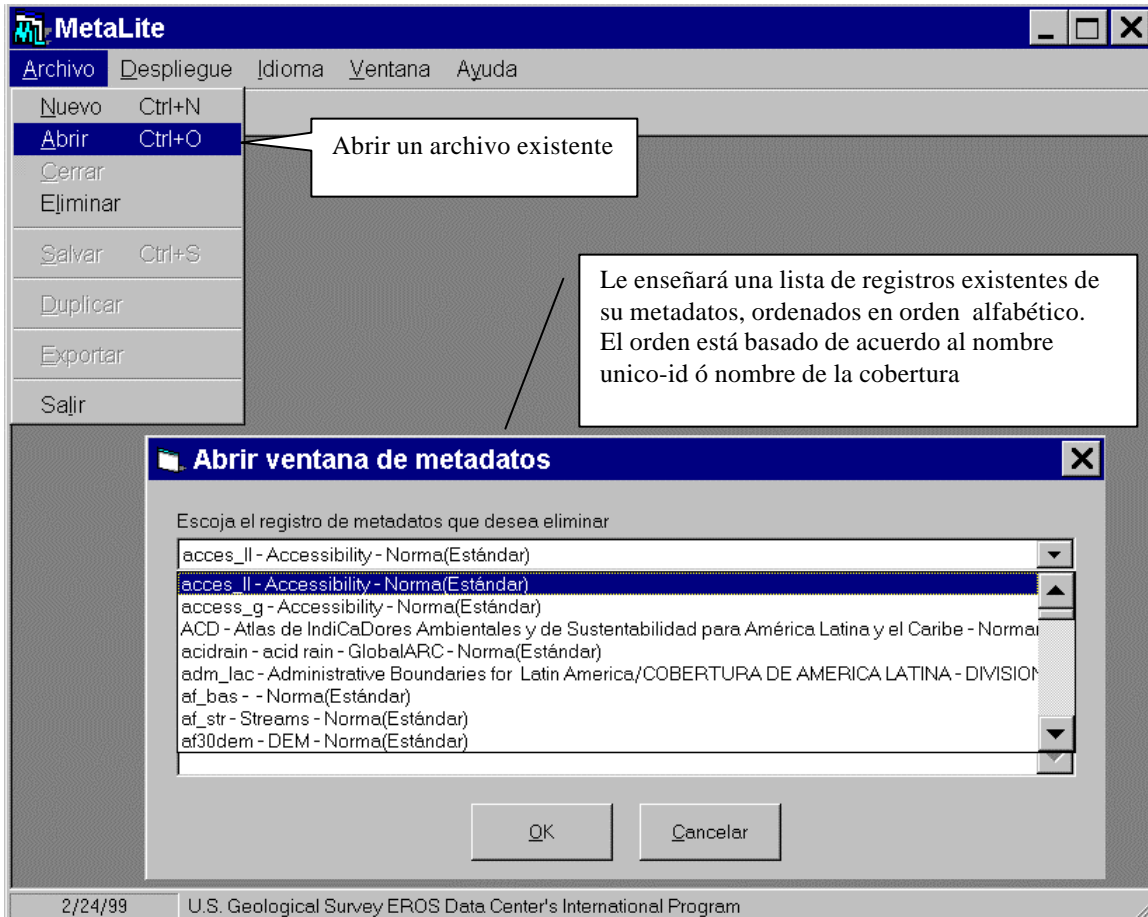 MetaLite
Archivo Despliegue Idioma Ventana Ayuda
Nuevo Ctrl+N
Abrir Ctrl+O
Cerrar
Eliminar
Salvar Ctrl+S
Duplicar
Exportar
Salir
Abrir un archivo existente
Le enseñará una lista de registros existentes de
su metadatos, ordenados en orden alfabético.
El orden está basado de acuerdo al nombre
unico-id ó nombre de la cobertura
Abrir ventana de metadatos
Escoja el registro de metadatos que desea eliminar
acces_ll - Accessibility - Norma(Estándar)
acces_ll - Accessibility - Norma(Estándar)
access_g - Accessibility - Norma(Estándar)
ACD - Atlas de IndiCaDores Ambientales y de Sustentabilidad para América Latina y el Caribe - Norma
acidrain - acid rain - GlobalARC - Norma(Estándar)
adm_lac - Administrative Boundaries for Latin America/COBERTURA DE AMERICA LATINA - DIVISION
af_bas - - Norma(Estándar)
af_str - Streams - Norma(Estándar)
af30dem - DEM - Norma(Estándar)
OK Cancelar
2/24/99 U.S. Geological Survey EROS Data Center's International Program